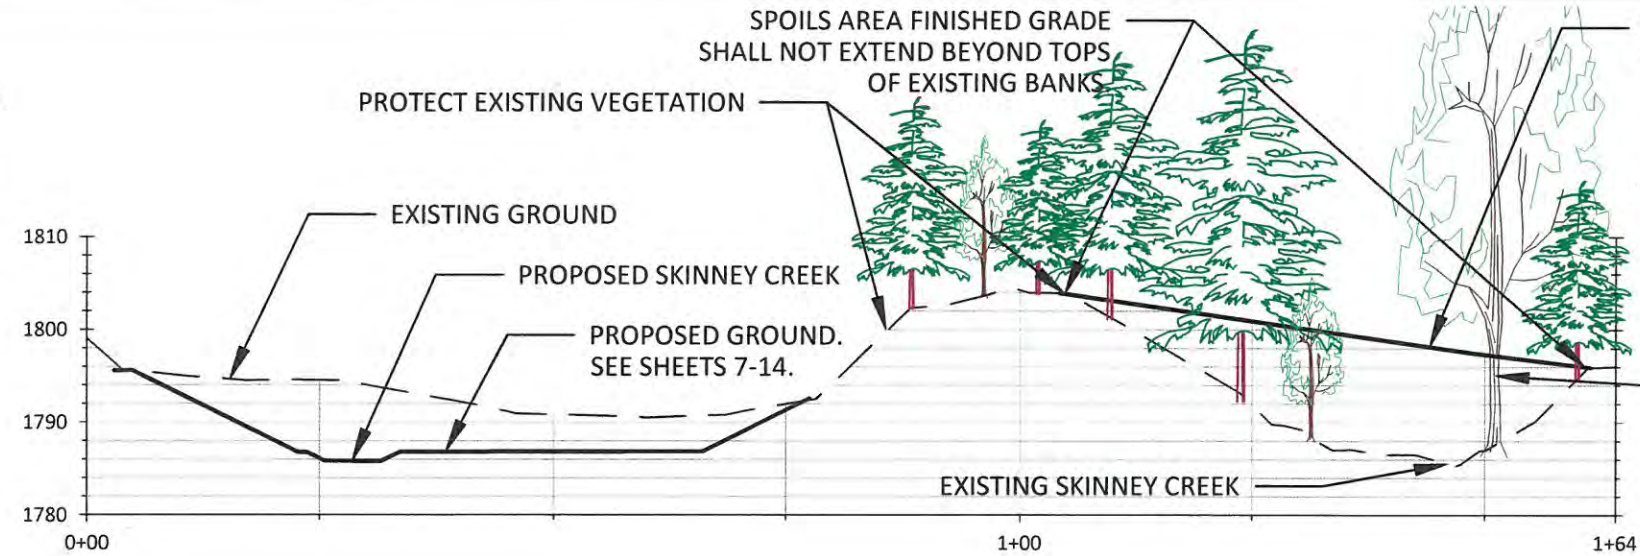 SPOILS AREA FINISHED GRADE
SHALL NOT EXTEND BEYOND TOPS
OF EXISTING BANKS.
PROTECT EXISTING VEGETATION
EXISTING GROUND
PROPOSED SKINNEY CREEK
PROPOSED GROUND.
SEE SHEETS 7-14.
EXISTING SKINNEY CREEK
1810
1800
1790
1780
0+00
1+00
1+64